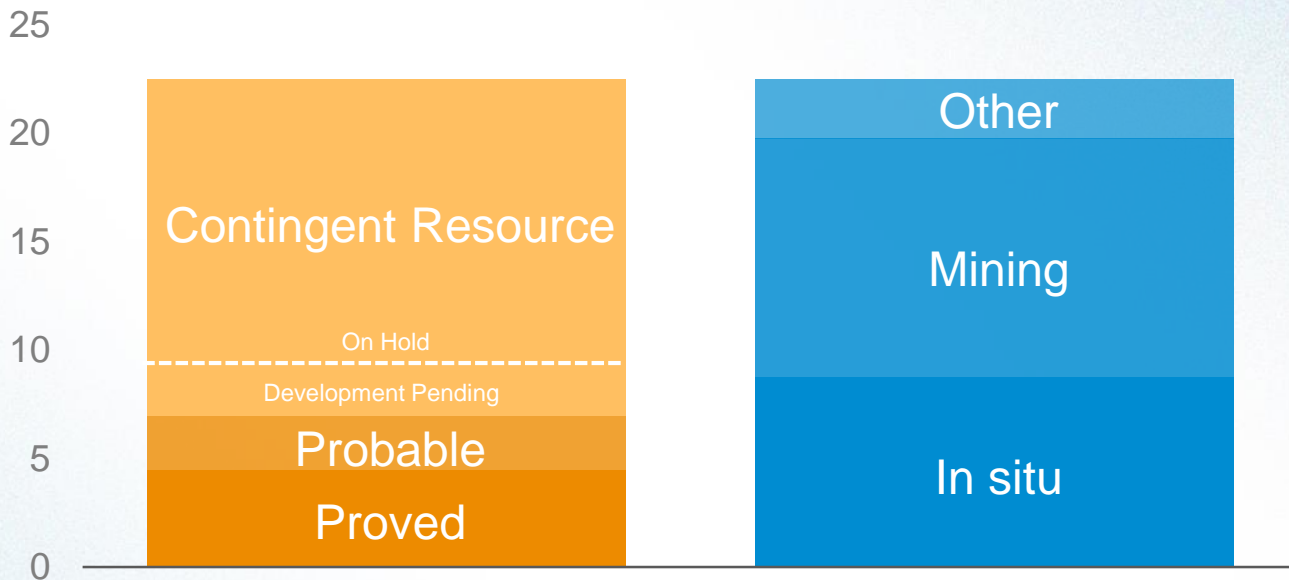 25
20
15
10
5
0
Contingent Resource
On Hold
Development Pending
Probable
Proved
Other
Mining
In situ